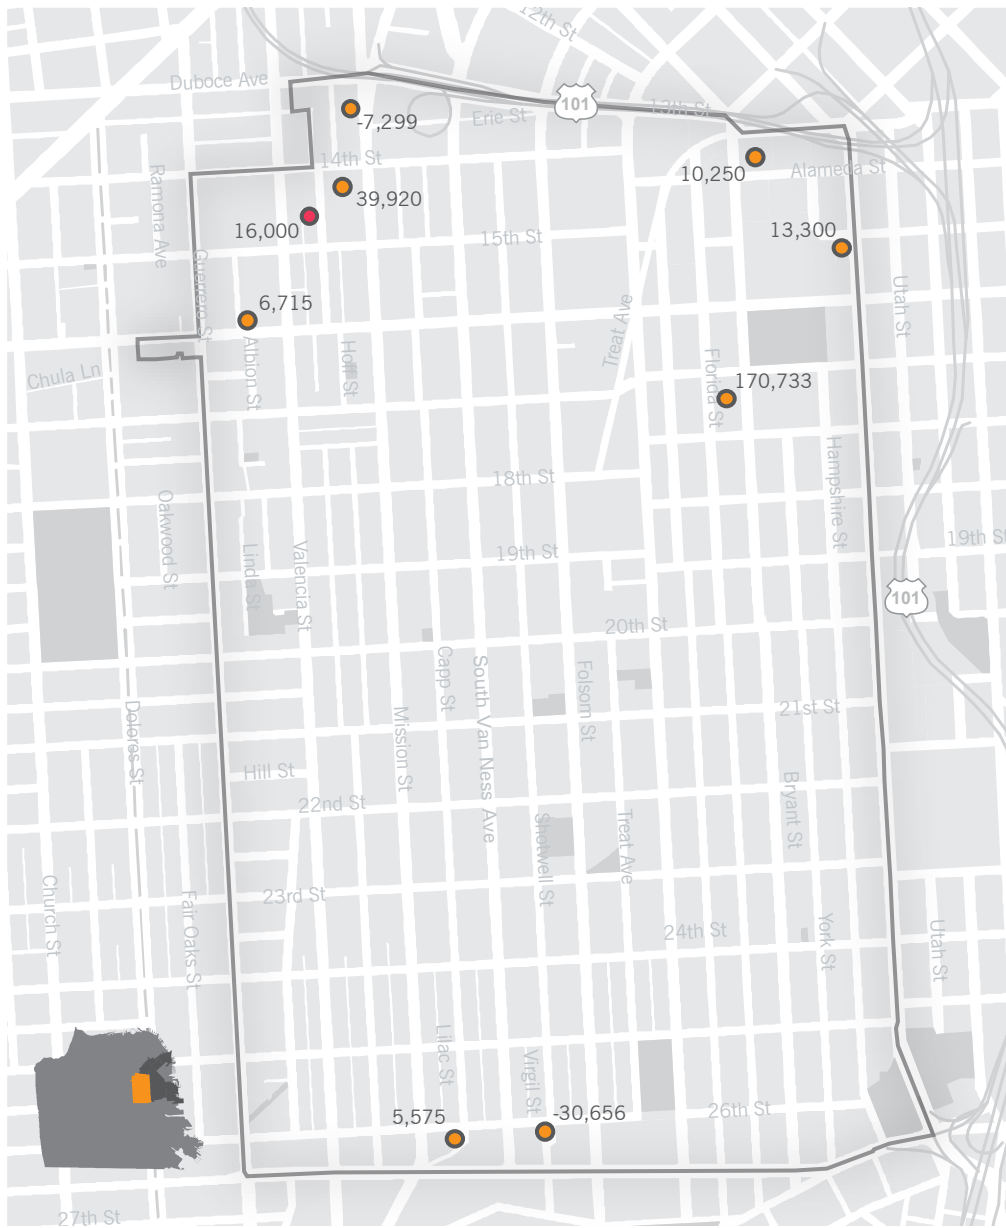 12th St
Duboce Ave
101
13th St
Erie St
-7,299
14th St
10,250
Alameda St
Ramona Ave
39,920
16,000
15th St
13,300
Guerrero St
6,715
Utah St
Treat Ave
Albion St
Hoff St
Chula Ln
Florida St
170,733
18th St
Hampshire St
Oakwood St
Linda St
Valencia St
19th St
19th St
101
20th St
Capp St
South Van Ness Ave
Folsom St
Dolores St
Mission St
21st St
Hill St
22nd St
Bryant St
Shotwell St
Treat Ave
Church St
Fair Oaks St
23rd St
24th St
York St
Utah St
Lilac St
Virgil St
5,575
-30,656
26th St
27th St